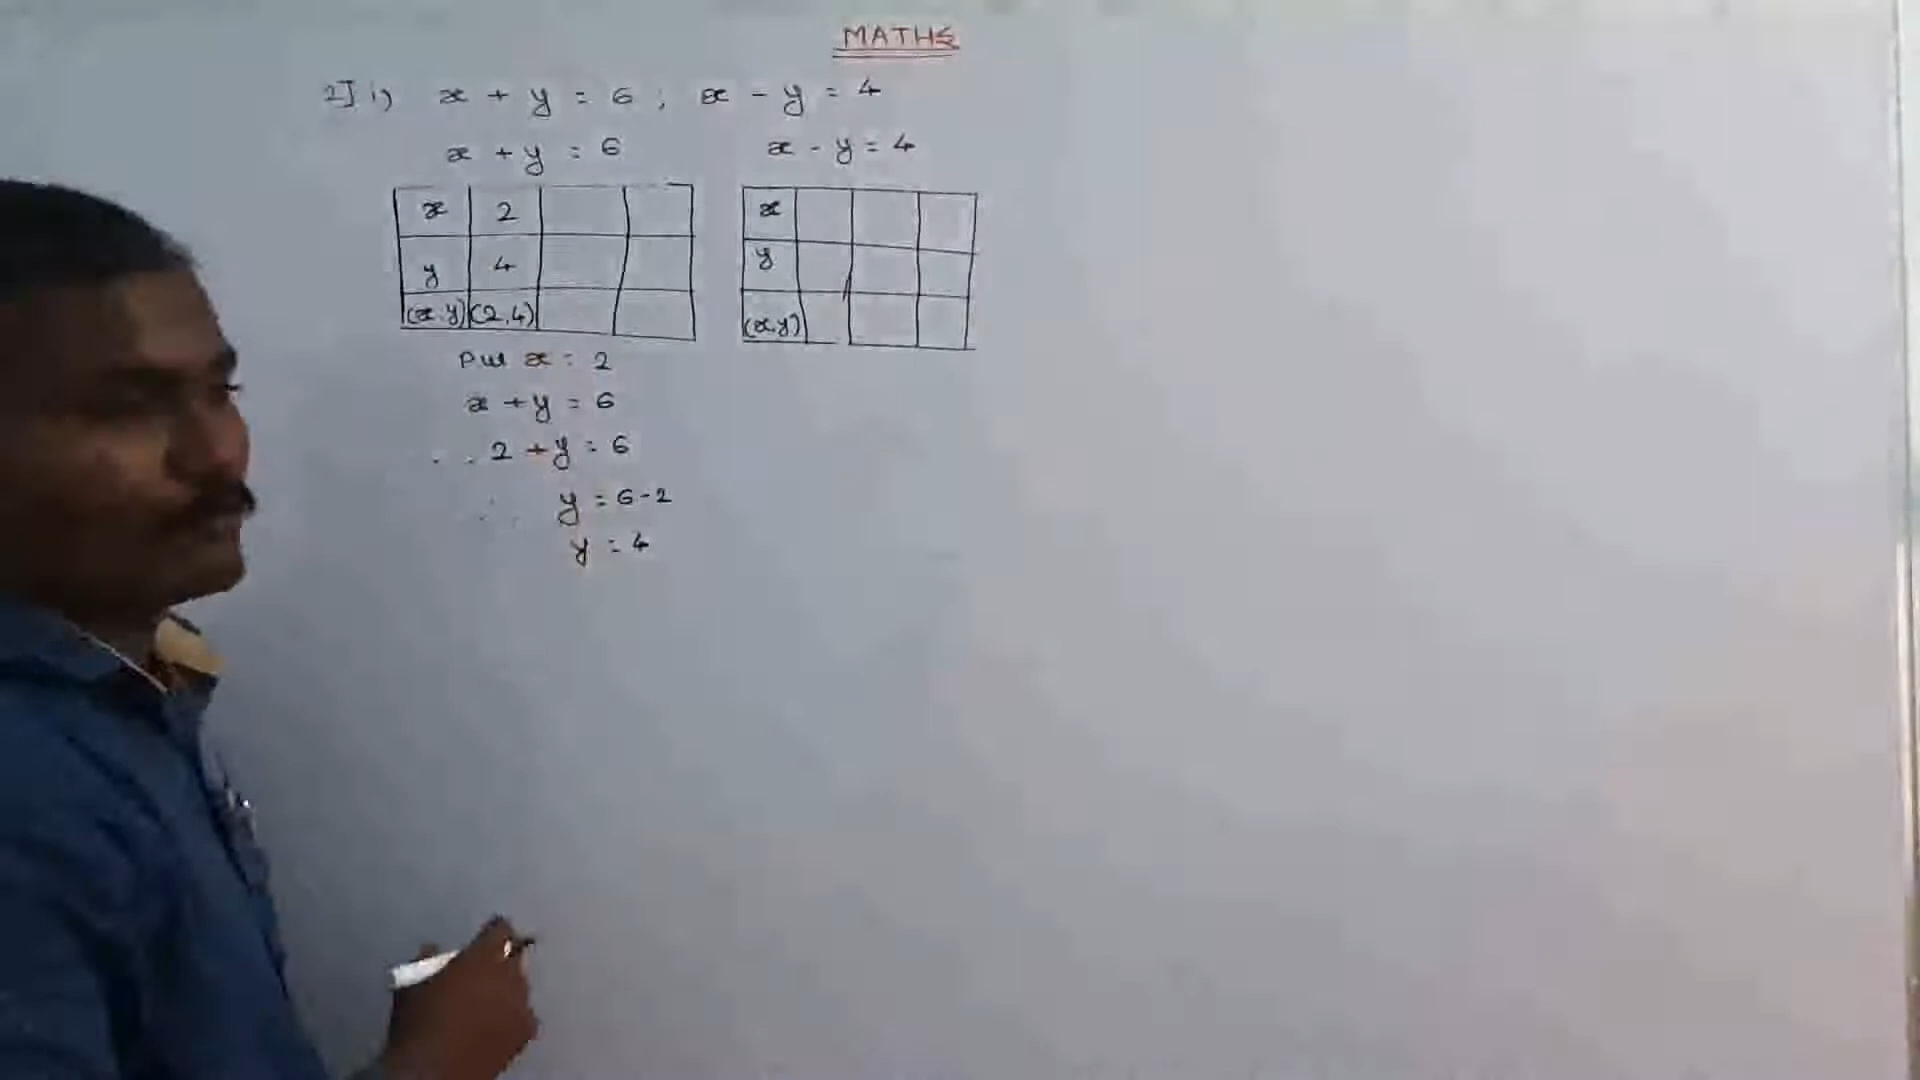 MATHS
2] i) x + y = 6 ; x - y = 4
x + y = 6
x - y = 4
x 2
y 4
(x,y) (2,4)
x
y
(x,y)
Put x = 2
x + y = 6
∴ 2 + y = 6
∴ y = 6-2
y = 4